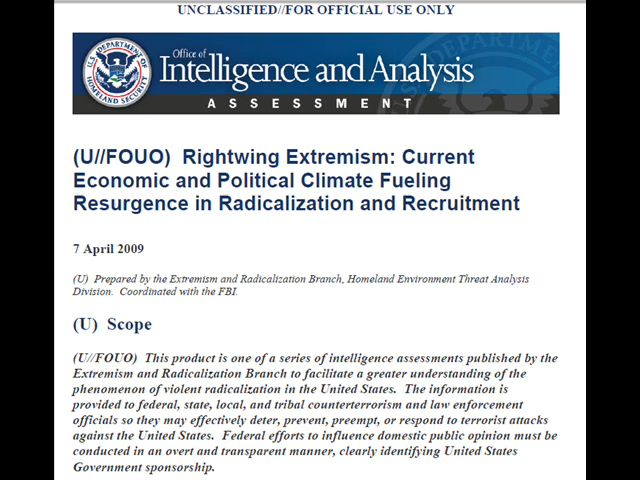 UNCLASSIFIED//FOR OFFICIAL USE ONLY
U.S. DEPARTMENT OF HOMELAND SECURITY
Office of
Intelligence and Analysis
ASSESSMENT
(U//FOUO) Rightwing Extremism: Current
Economic and Political Climate Fueling
Resurgence in Radicalization and Recruitment
7 April 2009
(U) Prepared by the Extremism and Radicalization Branch, Homeland Environment Threat Analysis
Division. Coordinated with the FBI.
(U) Scope
(U//FOUO) This product is one of a series of intelligence assessments published by the
Extremism and Radicalization Branch to facilitate a greater understanding of the
phenomenon of violent radicalization in the United States. The information is
provided to federal, state, local, and tribal counterterrorism and law enforcement
officials so they may effectively deter, prevent, preempt, or respond to terrorist attacks
against the United States. Federal efforts to influence domestic public opinion must be
conducted in an overt and transparent manner, clearly identifying United States
Government sponsorship.